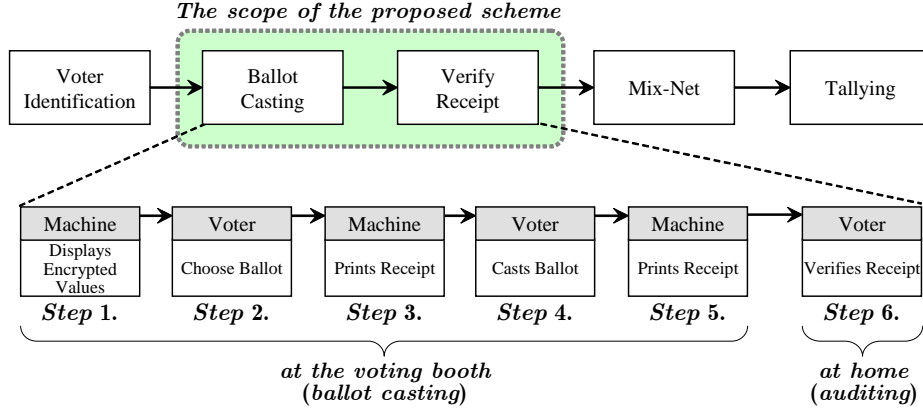 The scope of the proposed scheme
Voter
Identification
Ballot
Casting
Verify
Receipt
Mix-Net
Tallying
Machine
Displays
Encrypted
Values
Step 1.
Voter
Choose Ballot
Step 2.
Machine
Prints Receipt
Step 3.
Voter
Casts Ballot
Step 4.
Machine
Prints Receipt
Step 5.
Voter
Verifies Receipt
Step 6.
at the voting booth
(ballot casting)
at home
(auditing)